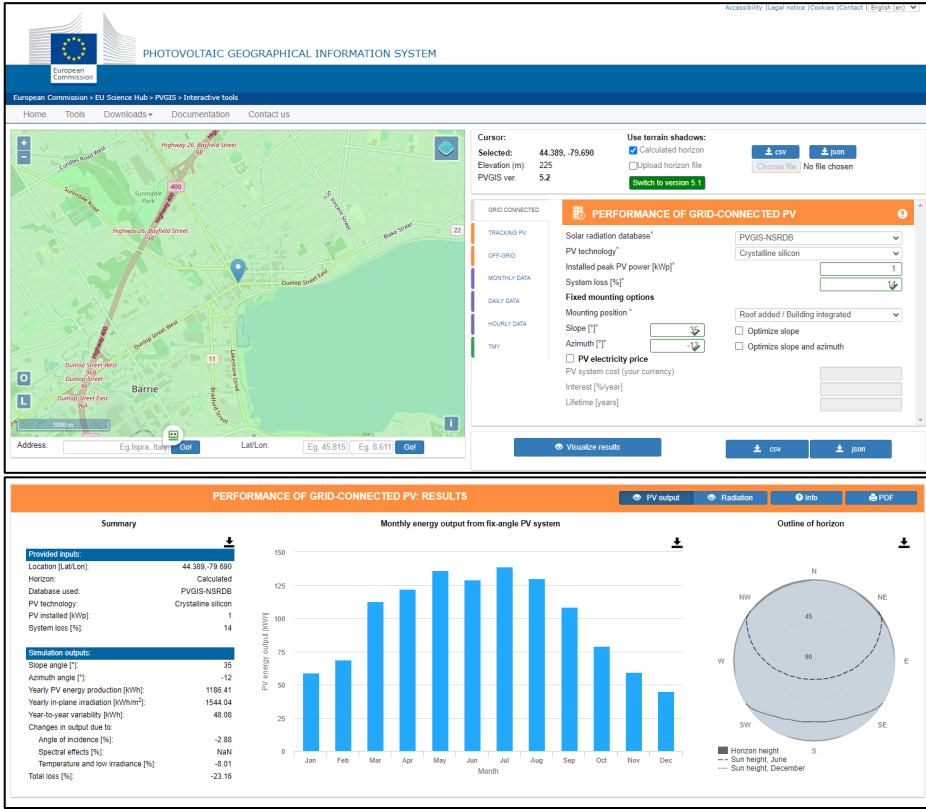 Accessibility |Legal notice |Cookies |Contact | English (en)
European
Commission
PHOTOVOLTAIC GEOGRAPHICAL INFORMATION SYSTEM
European Commission > EU Science Hub > PVGIS > Interactive tools
Home Tools Downloads Documentation Contact us
+
−
Cundles Road West
Highway 26, Bayfield Street
98
400
Sunnidale Road
Sunnidale
Park
Highway 26, Bayfield Street
98
St. Vincent Street
Blake Street
22
Dunlop Street East
Highway 400
Dunlop Street West
11
Lakeshore Drive
Dunlop Street West
96B
Dunlop Street
96
Dunlop Street East
96A
Barrie
Bradford Street
O
L
i
1000 m
Address: Eg.Ispra, Italy Go! Lat/Lon: Eg. 45.815 Eg. 8.611 Go!
Cursor:
Selected: 44.389, -79.690
Elevation (m): 225
PVGIS ver. 5.2
Use terrain shadows:
Calculated horizon
Upload horizon file
Switch to version 5.1
csv json
Choose file No file chosen
GRID CONNECTED
TRACKING PV
OFF-GRID
MONTHLY DATA
DAILY DATA
HOURLY DATA
TMY
PERFORMANCE OF GRID-CONNECTED PV ?
Solar radiation database* PVGIS-NSRDB
PV technology* Crystalline silicon
Installed peak PV power [kWp]* 1
System loss [%]* 14
Fixed mounting options
Mounting position * Roof added / Building integrated
Slope [°]* 35 Optimize slope
Azimuth [°]* -12 Optimize slope and azimuth
PV electricity price
PV system cost (your currency)
Interest [%/year]
Lifetime [years]
Visualize results csv json
PERFORMANCE OF GRID-CONNECTED PV: RESULTS PV output Radiation Info PDF
Summary
Provided inputs:
Location [Lat/Lon]: 44.389,-79.690
Horizon: Calculated
Database used: PVGIS-NSRDB
PV technology: Crystalline silicon
PV installed [kWp]: 1
System loss [%]: 14
Simulation outputs:
Slope angle [°]: 35
Azimuth angle [°]: -12
Yearly PV energy production [kWh]: 1186.41
Yearly in-plane irradiation [kWh/m²]: 1544.04
Year-to-year variability [kWh]: 48.08
Changes in output due to:
Angle of incidence [%]: -2.88
Spectral effects [%]: NaN
Temperature and low irradiance [%]: -8.01
Total loss [%]: -23.16
Monthly energy output from fix-angle PV system
PV energy output [kWh]
150
125
100
75
50
25
0
Jan Feb Mar Apr May Jun Jul Aug Sep Oct Nov Dec
Month
Outline of horizon
N
NW NE
45
W 90 E
SW SE
S
Horizon height
Sun height, June
Sun height, December